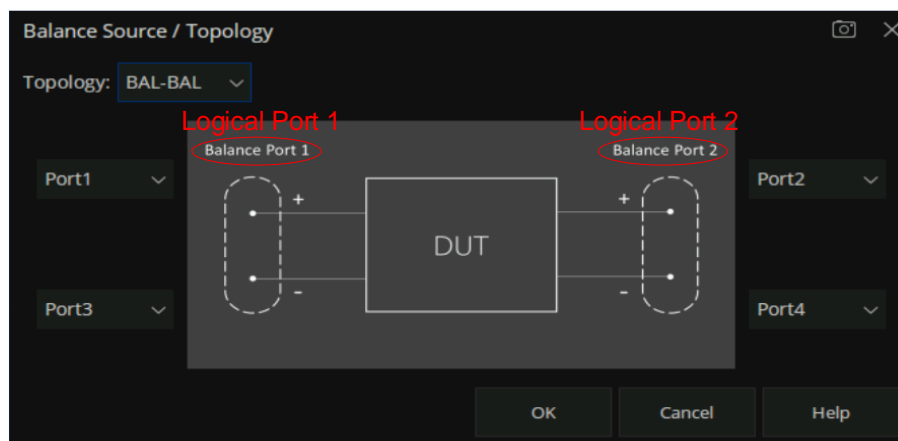 Balance Source / Topology
Topology: BAL-BAL
Logical Port 1 Logical Port 2
Balance Port 1 Balance Port 2
Port1 Port2
+ +
DUT
- -
Port3 Port4
OK Cancel Help